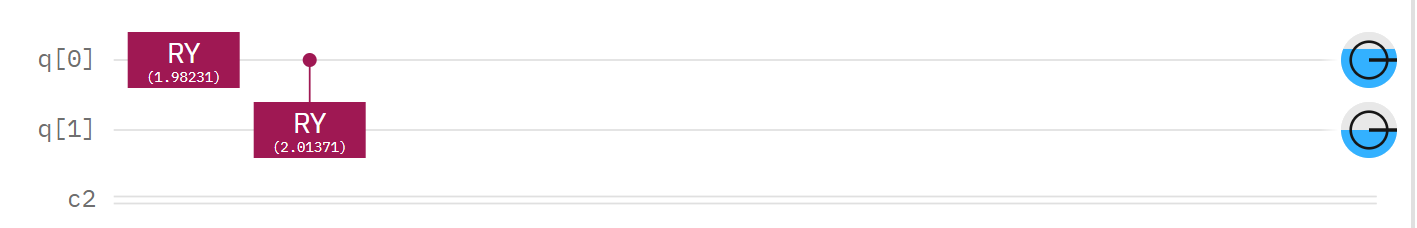 q[0]
RY
(1.98231)
q[1]
RY
(2.01371)
c2